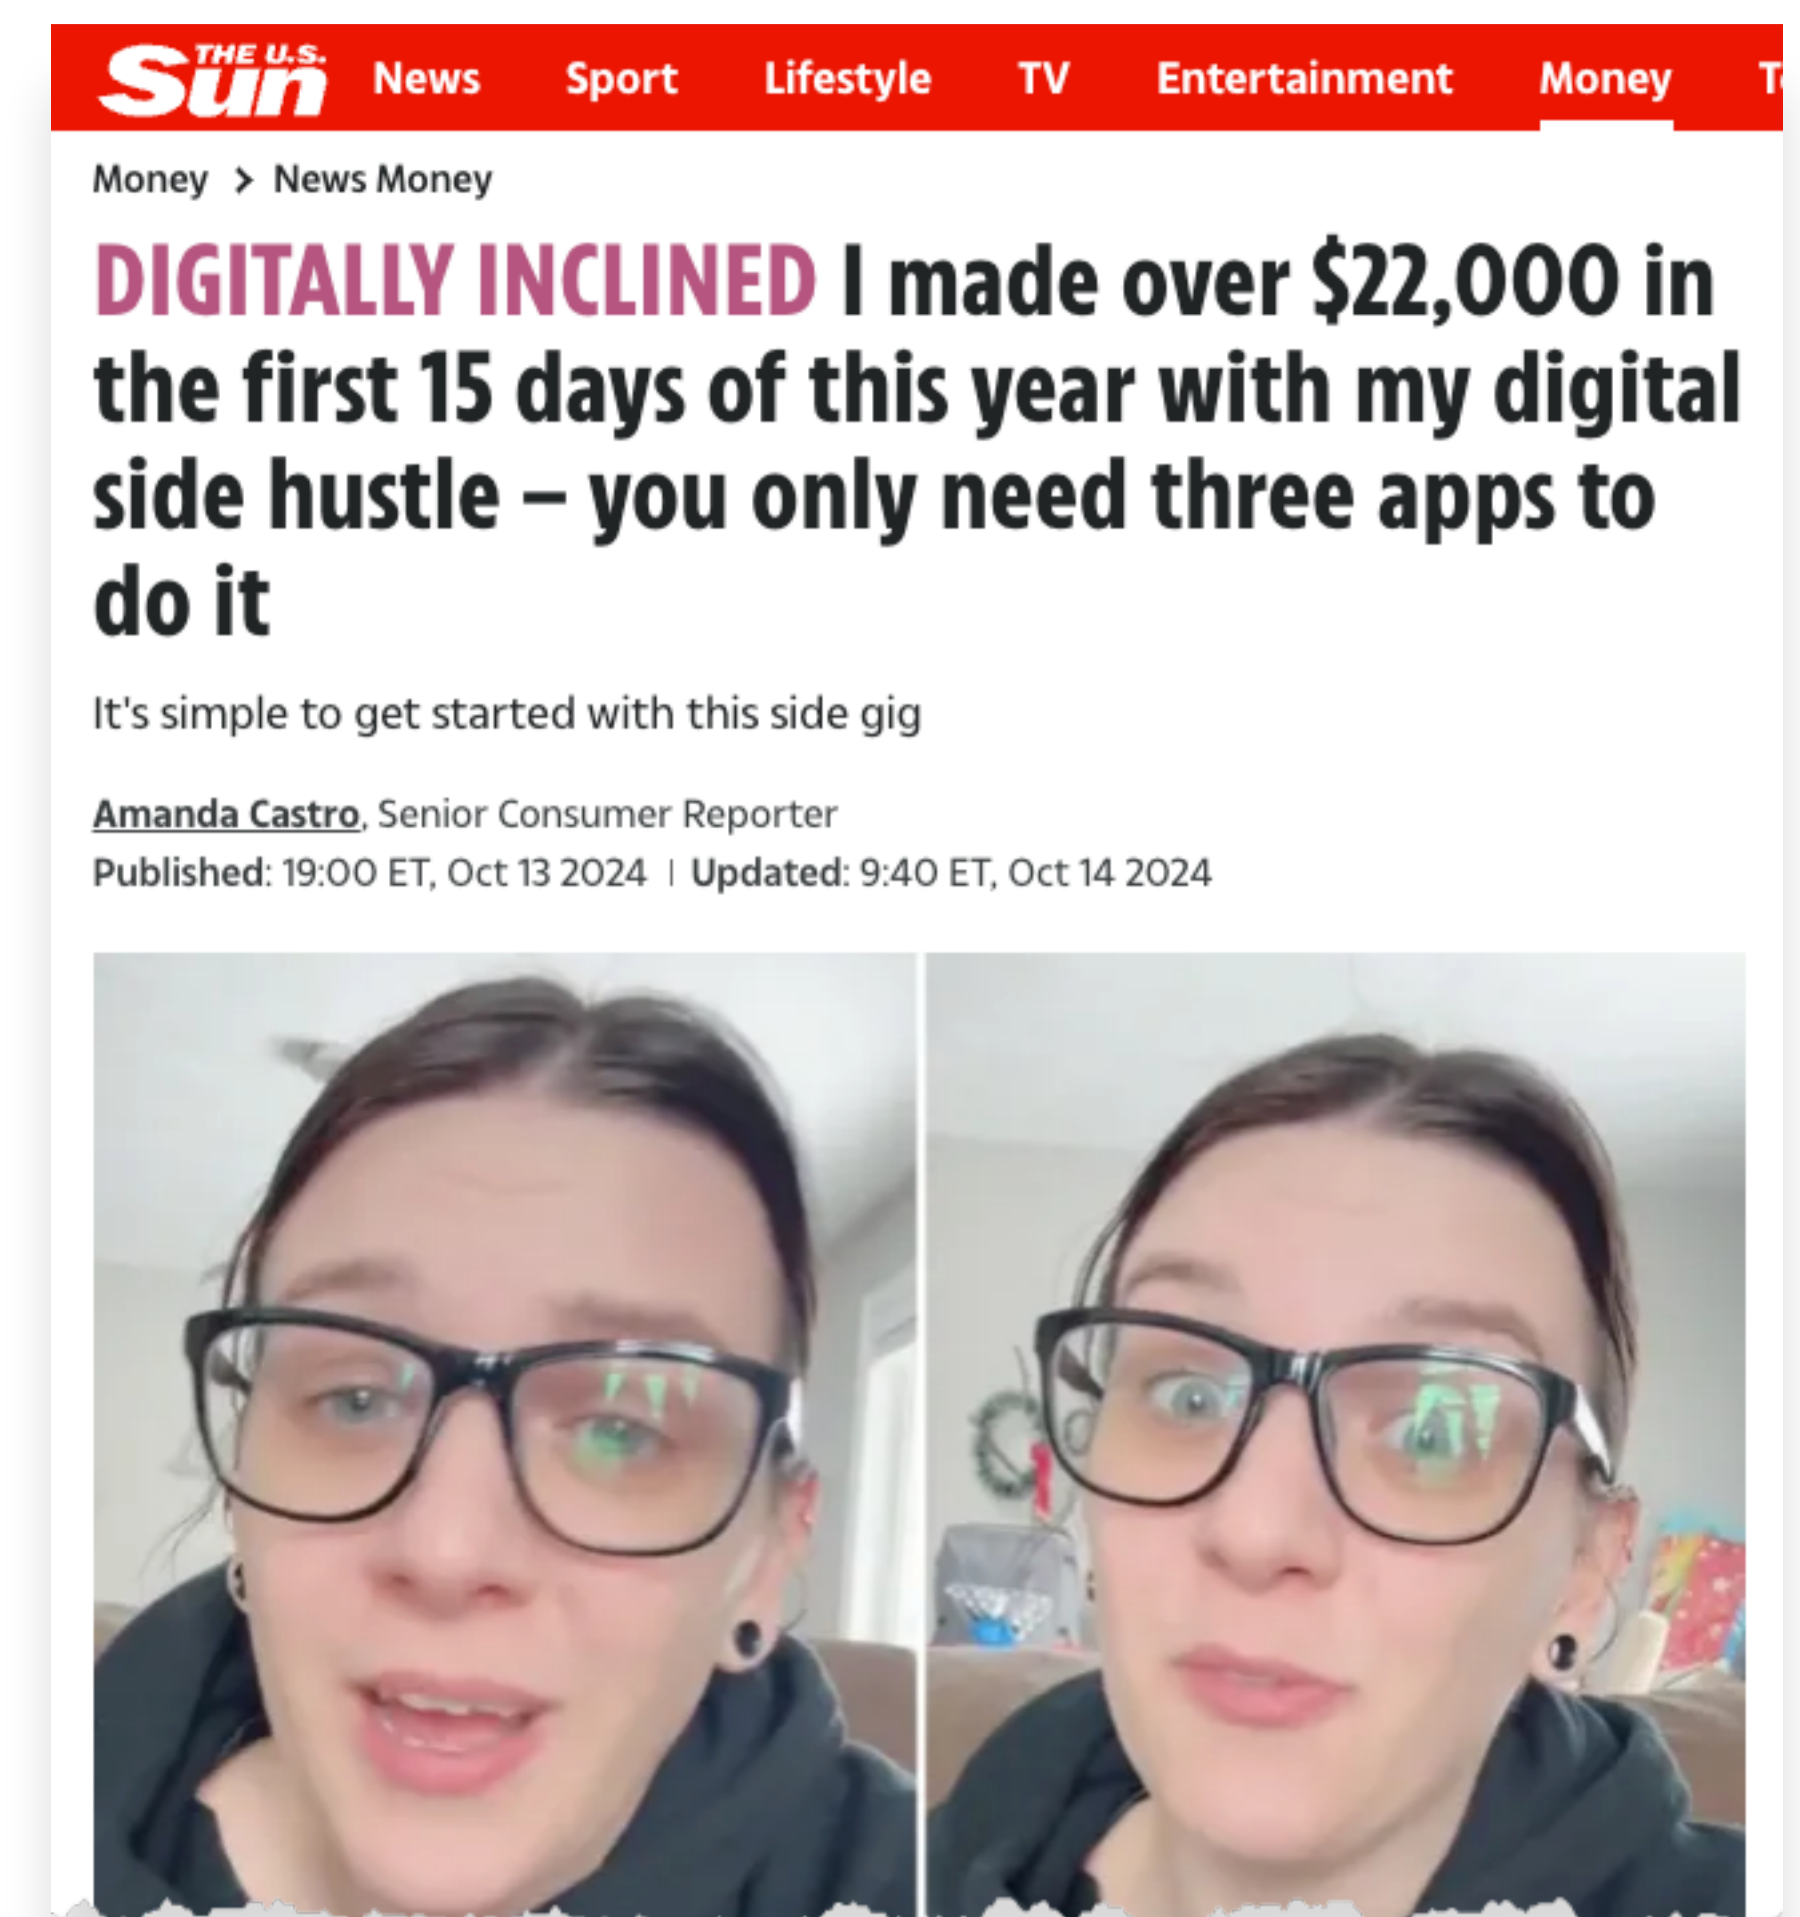 THE U.S.
Sun News Sport Lifestyle TV Entertainment Money
Money > News Money
DIGITALLY INCLINED I made over $22,000 in
the first 15 days of this year with my digital
side hustle – you only need three apps to
do it
It's simple to get started with this side gig
Amanda Castro, Senior Consumer Reporter
Published: 19:00 ET, Oct 13 2024 | Updated: 9:40 ET, Oct 14 2024